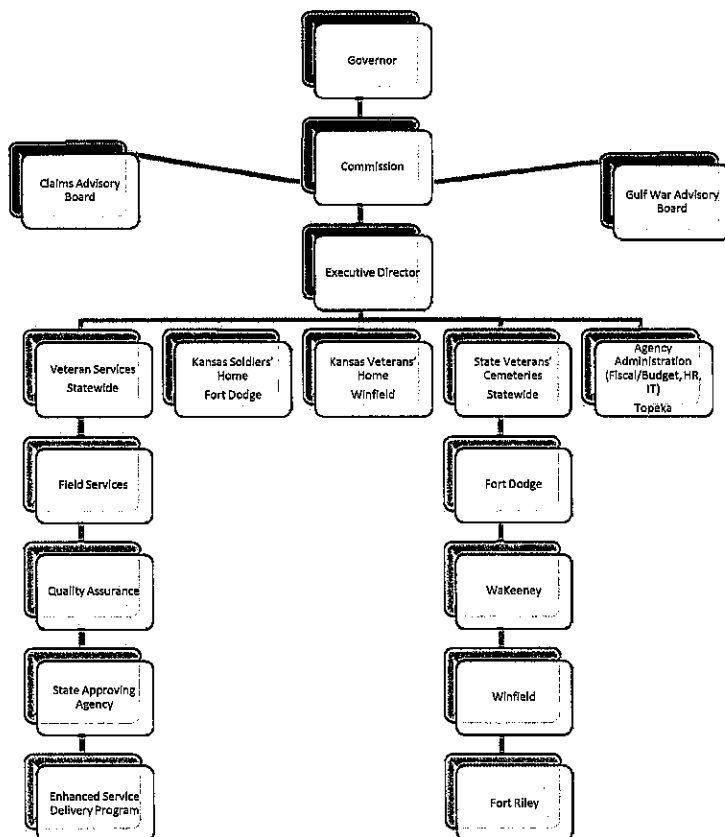 Governor
Commission
Claims Advisory
Board
Gulf War Advisory
Board
Executive Director
Veteran Services
Statewide
Kansas Soldiers'
Home
Fort Dodge
Kansas Veterans'
Home
Winfield
State Veterans'
Cemeteries
Statewide
Agency
Administration
(Fiscal/Budget, HR,
IT)
Topeka
Field Services
Fort Dodge
Quality Assurance
WaKeeney
State Approving
Agency
Winfield
Enhanced Service
Delivery Program
Fort Riley